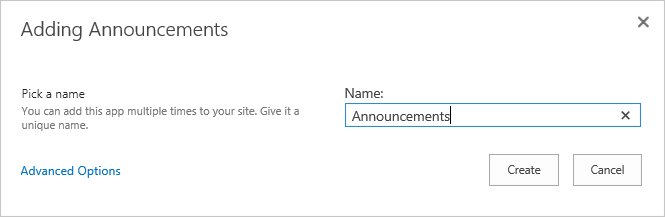 Adding Announcements
Pick a name
You can add this app multiple times to your site. Give it a
unique name.
Name:
Announcements
Advanced Options
Create
Cancel